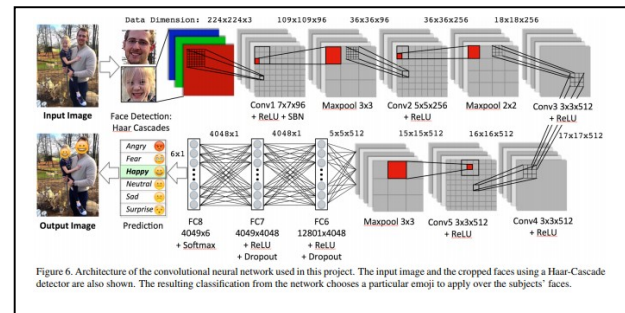 Data Dimension: 224x224x3 109x109x96 36x36x96 36x36x256 18x18x256
Input Image
Face Detection:
Haar Cascades
Conv1 7x7x96
+ ReLU + SBN
Maxpool 3x3
Conv2 5x5x256
+ ReLU
Maxpool 2x2
Conv3 3x3x512
+ ReLU
17x17x512
4048x1 4048x1 5x5x512 15x15x512 16x16x512
6x1
Angry
Fear
Happy
Neutral
Sad
Surprise
Output Image
Prediction
FC8
4049x6
+ Softmax
FC7
4049x4048
+ ReLU
+ Dropout
FC6
12801x4048
+ ReLU
+ Dropout
Maxpool 3x3
Conv5 3x3x512
+ ReLU
Conv4 3x3x512
+ ReLU
Figure 6. Architecture of the convolutional neural network used in this project. The input image and the cropped faces using a Haar-Cascade
detector are also shown. The resulting classification from the network chooses a particular emoji to apply over the subjects' faces.